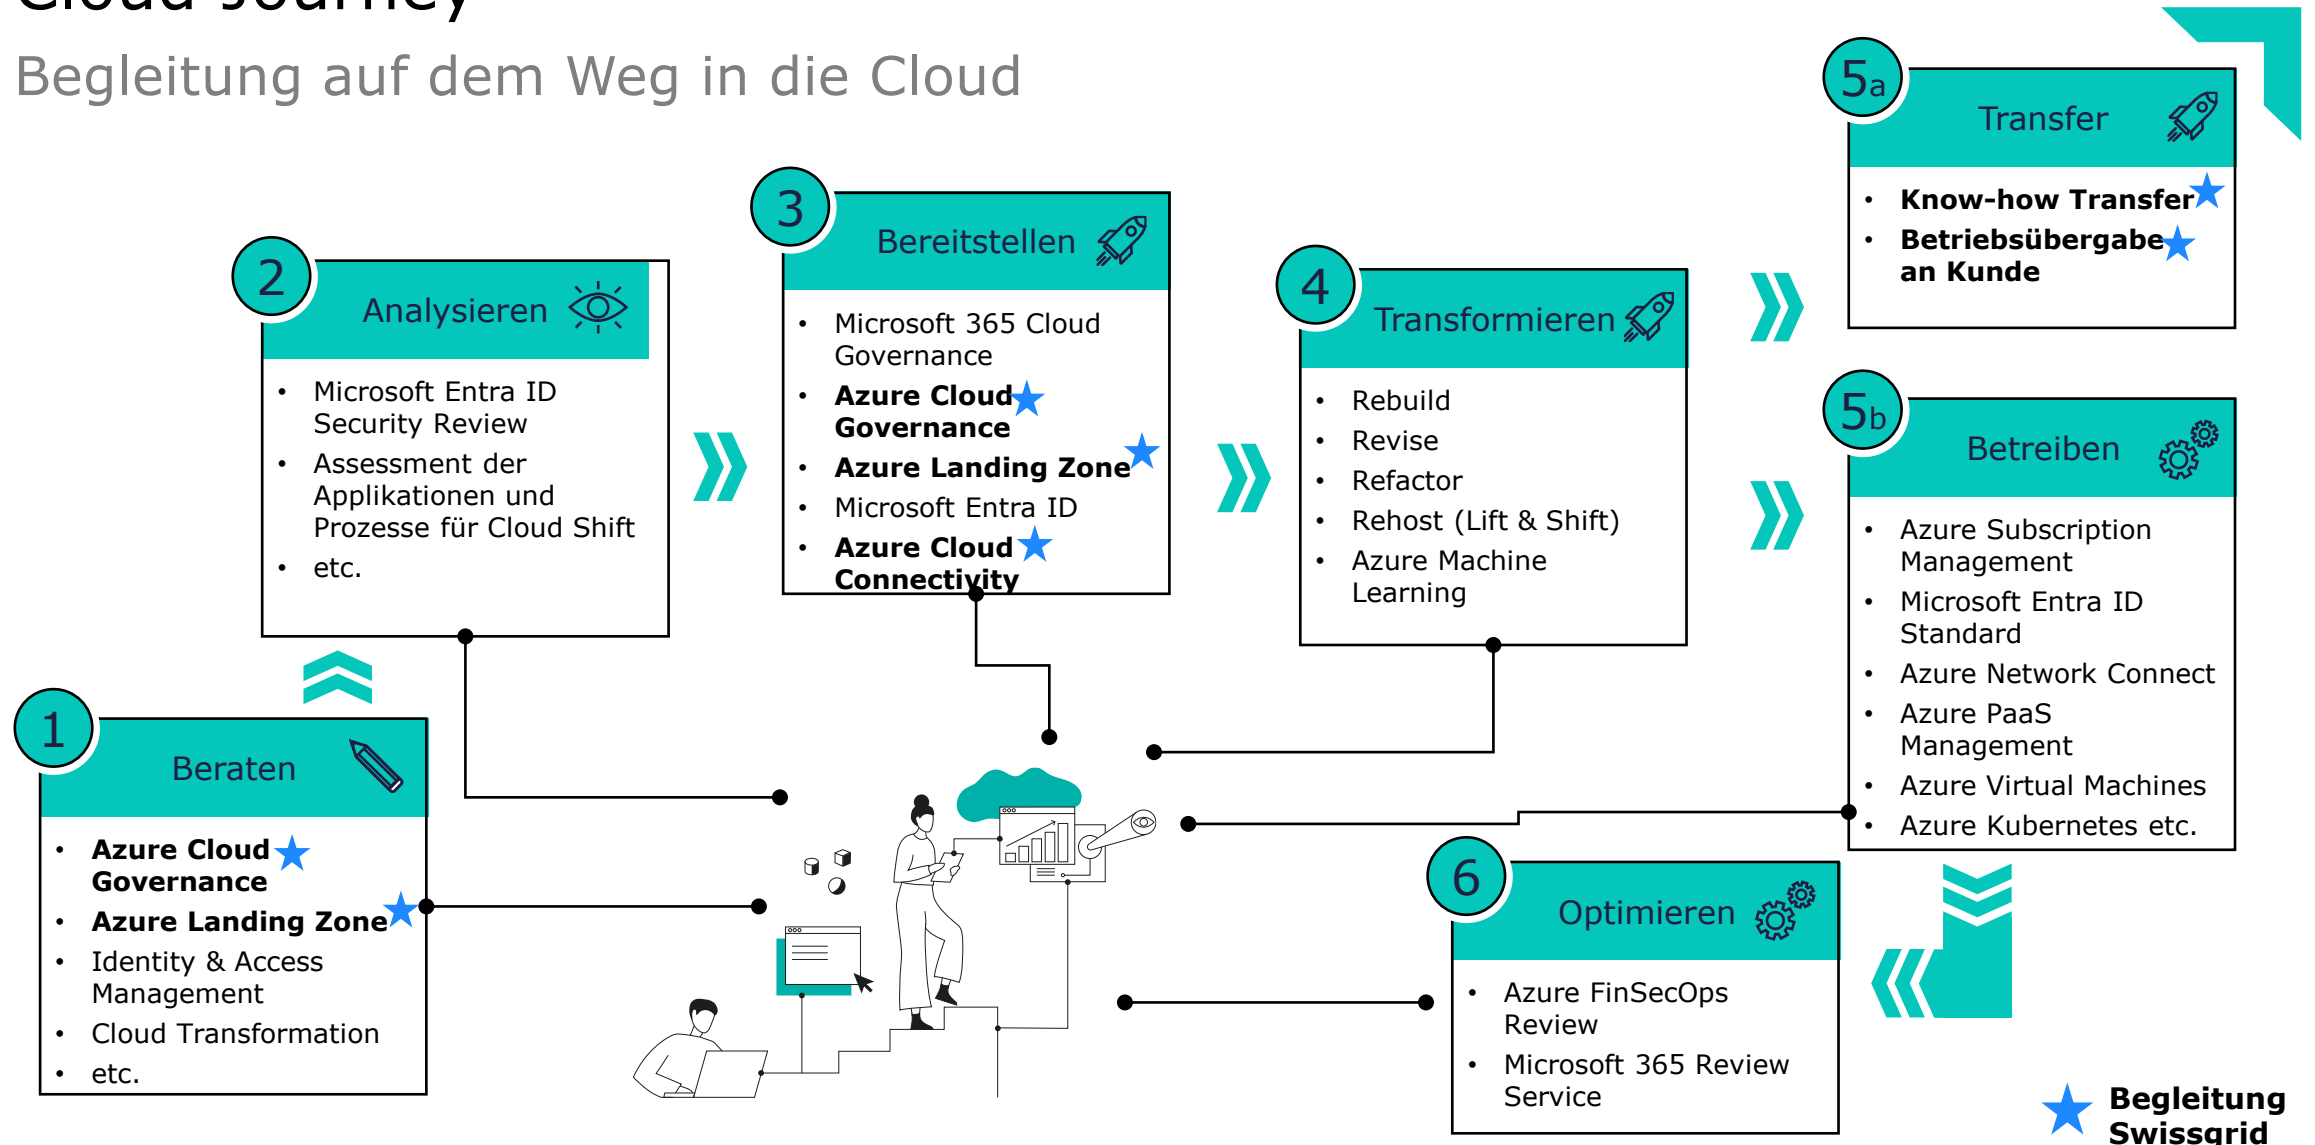 Cloud Journey
Begleitung auf dem Weg in die Cloud
1
Beraten
• Azure Cloud
Governance
• Azure Landing Zone
• Identity & Access
Management
• Cloud Transformation
• etc.
2
Analysieren
• Microsoft Entra ID
Security Review
• Assessment der
Applikationen und
Prozesse für Cloud Shift
• etc.
3
Bereitstellen
• Microsoft 365 Cloud
Governance
• Azure Cloud
Governance
• Azure Landing Zone
• Microsoft Entra ID
• Azure Cloud
Connectivity
4
Transformieren
• Rebuild
• Revise
• Refactor
• Rehost (Lift & Shift)
• Azure Machine
Learning
5a
Transfer
• Know-how Transfer
• Betriebsübergabe
an Kunde
5b
Betreiben
• Azure Subscription
Management
• Microsoft Entra ID
Standard
• Azure Network Connect
• Azure PaaS
Management
• Azure Virtual Machines
• Azure Kubernetes etc.
6
Optimieren
• Azure FinSecOps
Review
• Microsoft 365 Review
Service
Begleitung
Swissgrid